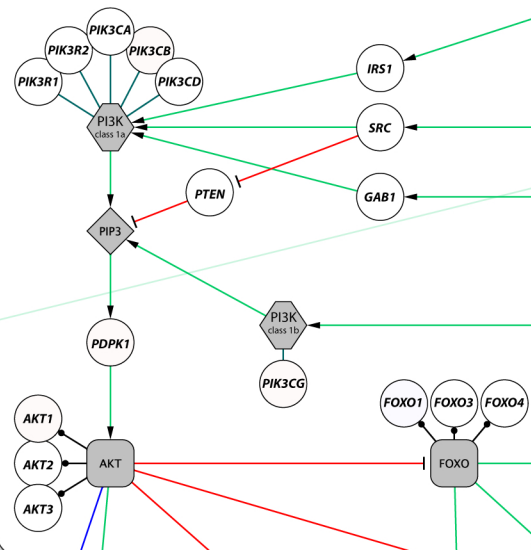 PIK3CA
PIK3R2
PIK3CB
PIK3R1
PIK3CD
IRS1
PI3K
class 1a
SRC
PTEN
GAB1
PIP3
PI3K
class 1b
PDPK1
PIK3CG
AKT1
FOXO1
FOXO3
FOXO4
AKT2
AKT
FOXO
AKT3